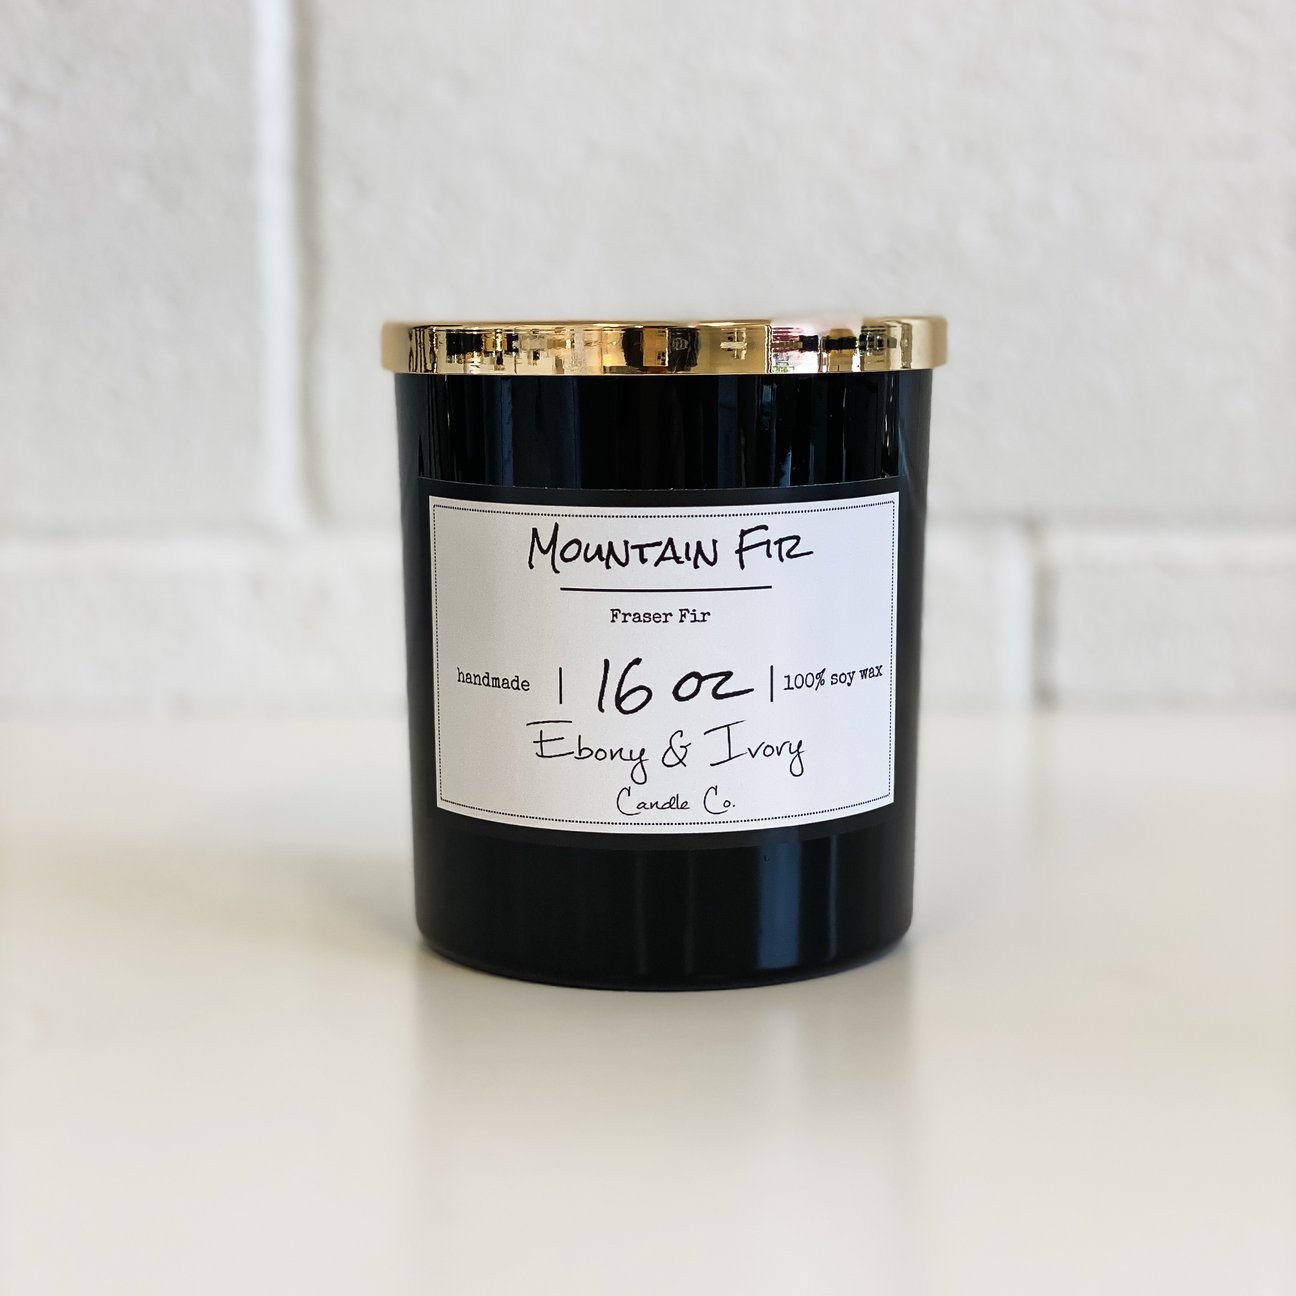 Mountain Fir
Fraser Fir
handmade | 16 oz | 100% soy wax
Ebony & Ivory
Candle Co.